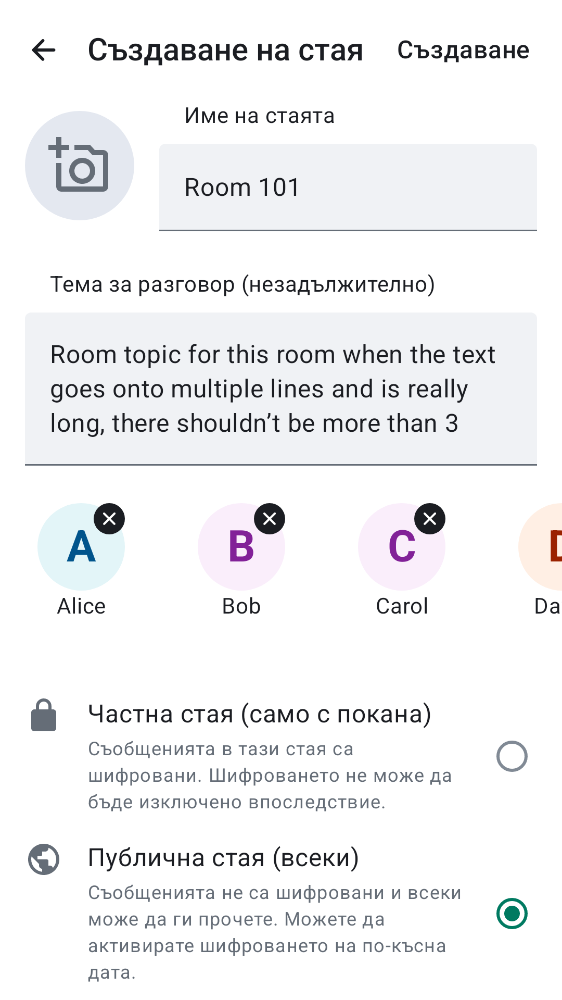 Създаване на стая
Създаване
Име на стаята
Room 101
Тема за разговор (незадължително)
Room topic for this room when the text
goes onto multiple lines and is really
long, there shouldn’t be more than 3
A
B
C
D
Alice
Bob
Carol
Da
Частна стая (само с покана)
Съобщенията в тази стая са
шифровани. Шифроването не може да
бъде изключено впоследствие.
Публична стая (всеки)
Съобщенията не са шифровани и всеки
може да ги прочете. Можете да
активирате шифроването на по-късна
дата.